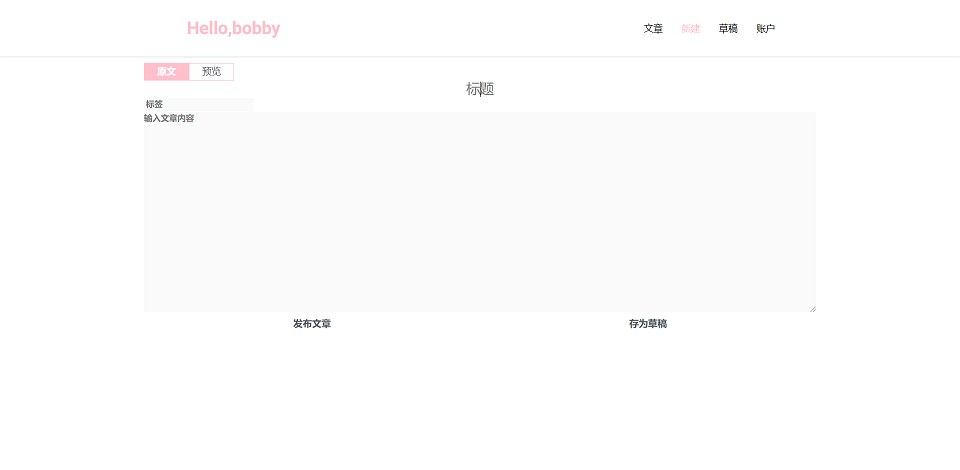 Hello,bobby
文章 新建 草稿 账户
原文 预览
标题
标签
输入文章内容
发布文章 存为草稿